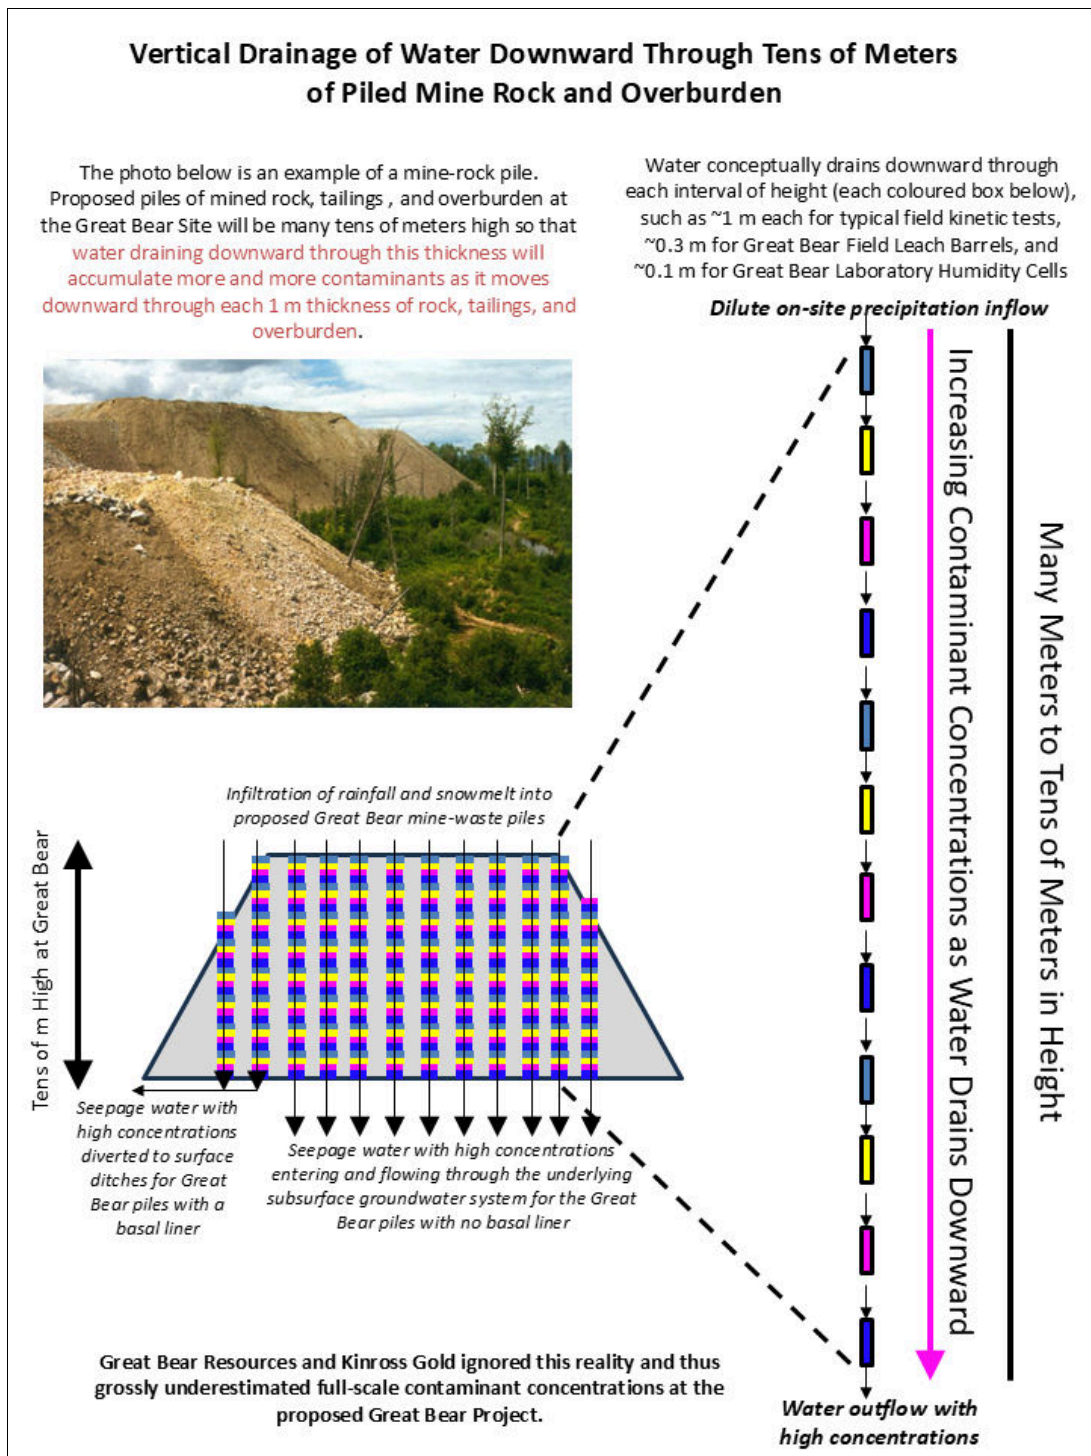 Vertical Drainage of Water Downward Through Tens of Meters
of Piled Mine Rock and Overburden
The photo below is an example of a mine-rock pile.
Proposed piles of mined rock, tailings , and overburden at
the Great Bear Site will be many tens of meters high so that
water draining downward through this thickness will
accumulate more and more contaminants as it moves
downward through each 1 m thickness of rock, tailings, and
overburden.
Water conceptually drains downward through
each interval of height (each coloured box below),
such as ~1 m each for typical field kinetic tests,
~0.3 m for Great Bear Field Leach Barrels, and
~0.1 m for Great Bear Laboratory Humidity Cells
Dilute on-site precipitation inflow
Increasing Contaminant Concentrations as Water Drains Downward
Many Meters to Tens of Meters in Height
Infiltration of rainfall and snowmelt into
proposed Great Bear mine-waste piles
Tens of m High at Great Bear
Seepage water with
high concentrations
diverted to surface
ditches for Great
Bear piles with a
basal liner
Seepage water with high concentrations
entering and flowing through the underlying
subsurface groundwater system for the Great
Bear piles with no basal liner
Great Bear Resources and Kinross Gold ignored this reality and thus
grossly underestimated full-scale contaminant concentrations at the
proposed Great Bear Project.
Water outflow with
high concentrations